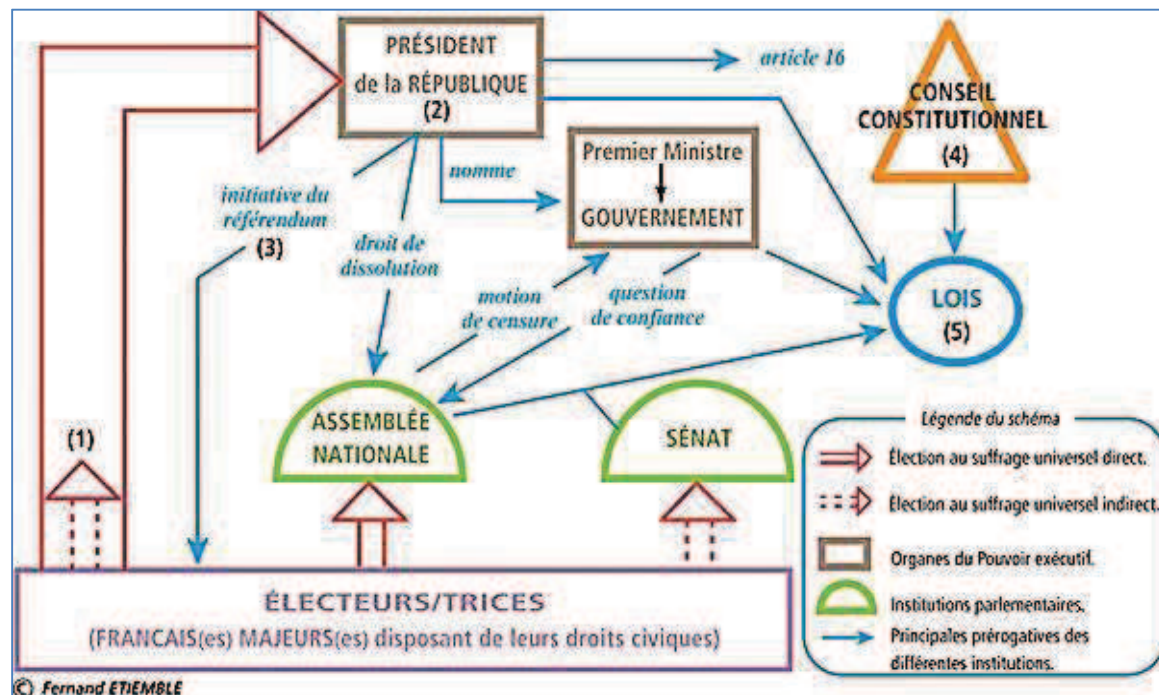 PRÉSIDENT
de la RÉPUBLIQUE
(2)
article 16
CONSEIL
CONSTITUTIONNEL
(4)
Premier Ministre
GOUVERNEMENT
nomme
initiative du
référendum
(3)
droit de
dissolution
motion
de censure
question
de confiance
LOIS
(5)
(1)
ASSEMBLÉE
NATIONALE
SÉNAT
Légende du schéma
Élection au suffrage universel direct.
Élection au suffrage universel indirect.
Organes du Pouvoir exécutif.
Institutions parlementaires.
Principales prérogatives des
différentes institutions.
ÉLECTEURS/TRICES
(FRANCAIS(es) MAJEURS(es) disposant de leurs droits civiques)
© Fernand ETIEMBLE